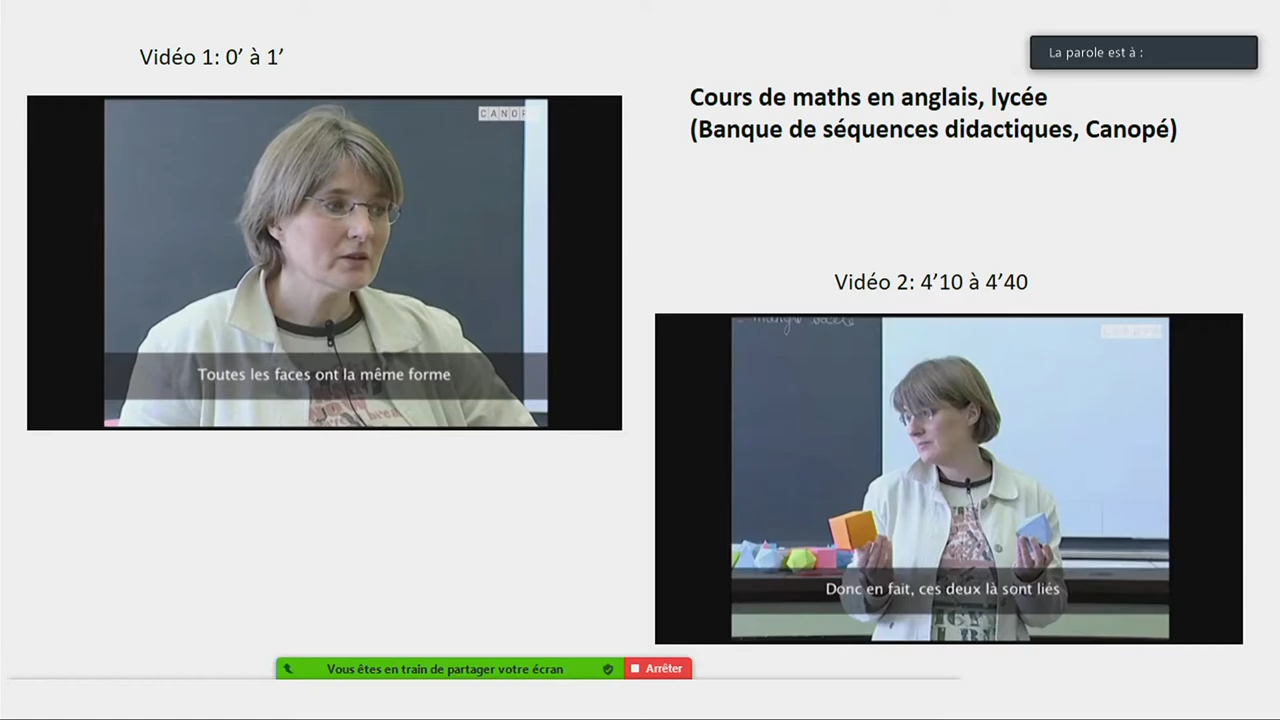 Vidéo 1: 0’ à 1’
La parole est à :
Cours de maths en anglais, lycée
(Banque de séquences didactiques, Canopé)
CANOP
Toutes les faces ont la même forme
Vidéo 2: 4’10 à 4’40
Donc en fait, ces deux là sont liés
Vous êtes en train de partager votre écran
Arrêter